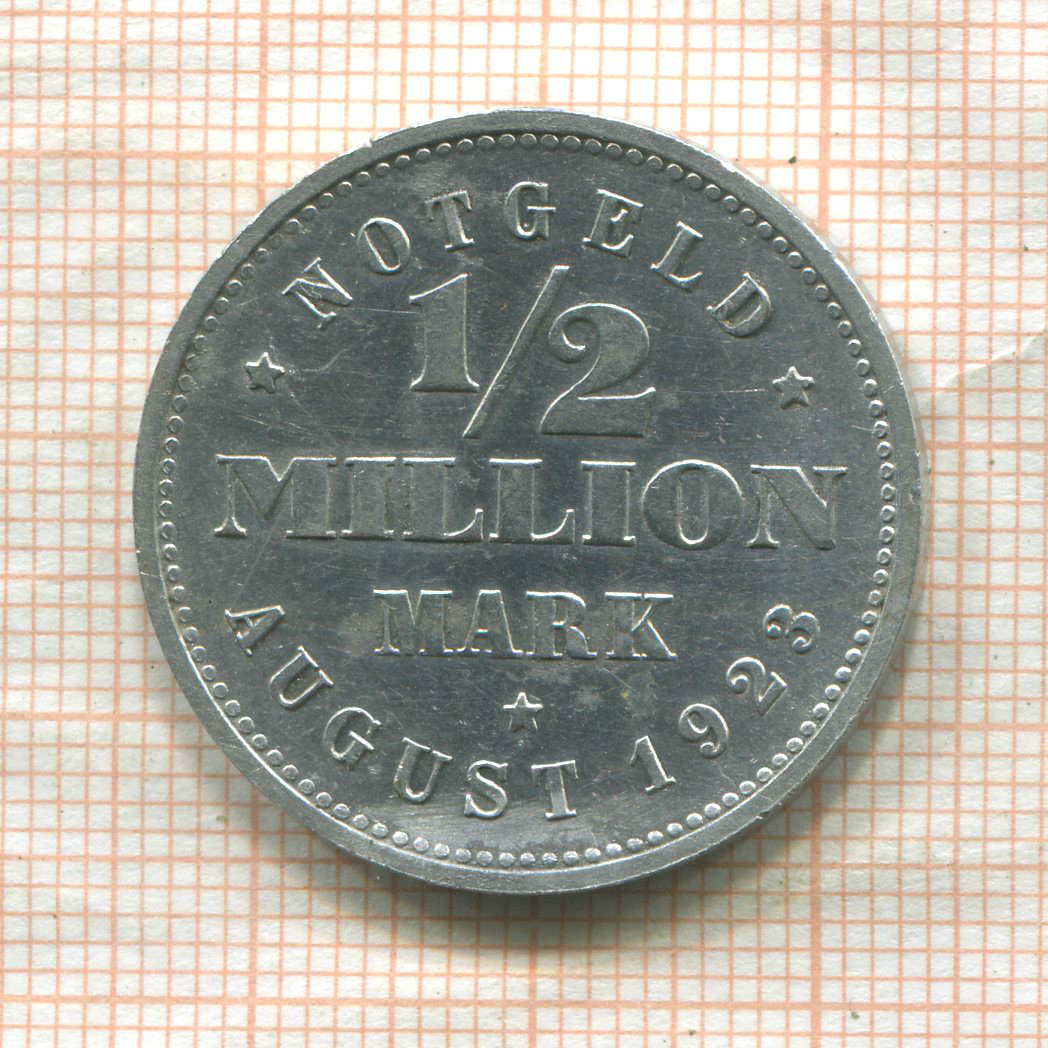 NOTGELD
1/2
MILLION
MARK
AUGUST 1923